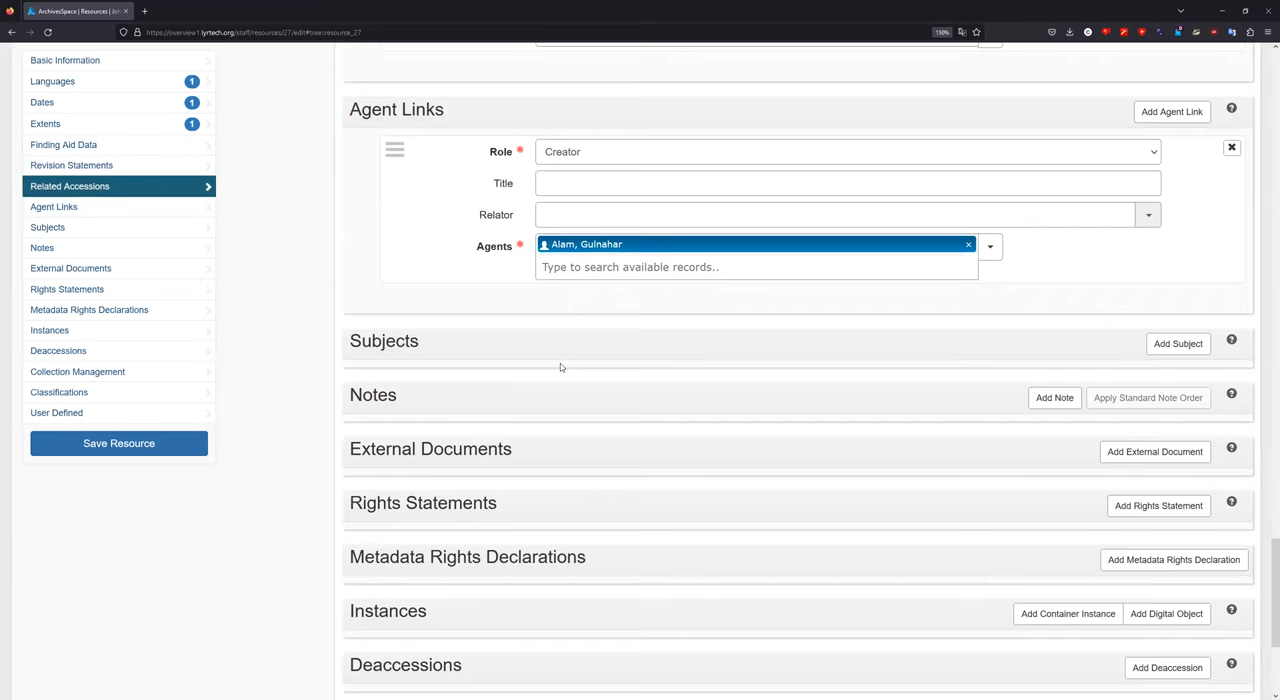 ArchivesSpace | Resources | Joh
https://overview1.lyrtech.org/staff/resources/27/edit#tree::resource_27
150%
Basic Information
Languages 1
Dates 1
Extents 1
Finding Aid Data
Revision Statements
Related Accessions
Agent Links
Subjects
Notes
External Documents
Rights Statements
Metadata Rights Declarations
Instances
Deaccessions
Collection Management
Classifications
User Defined
Save Resource
Agent Links Add Agent Link
Role * Creator
Title
Relator
Agents * Alam, Gulnahar ×
Type to search available records..
Subjects Add Subject
Notes Add Note Apply Standard Note Order
External Documents Add External Document
Rights Statements Add Rights Statement
Metadata Rights Declarations Add Metadata Rights Declaration
Instances Add Container Instance Add Digital Object
Deaccessions Add Deaccession